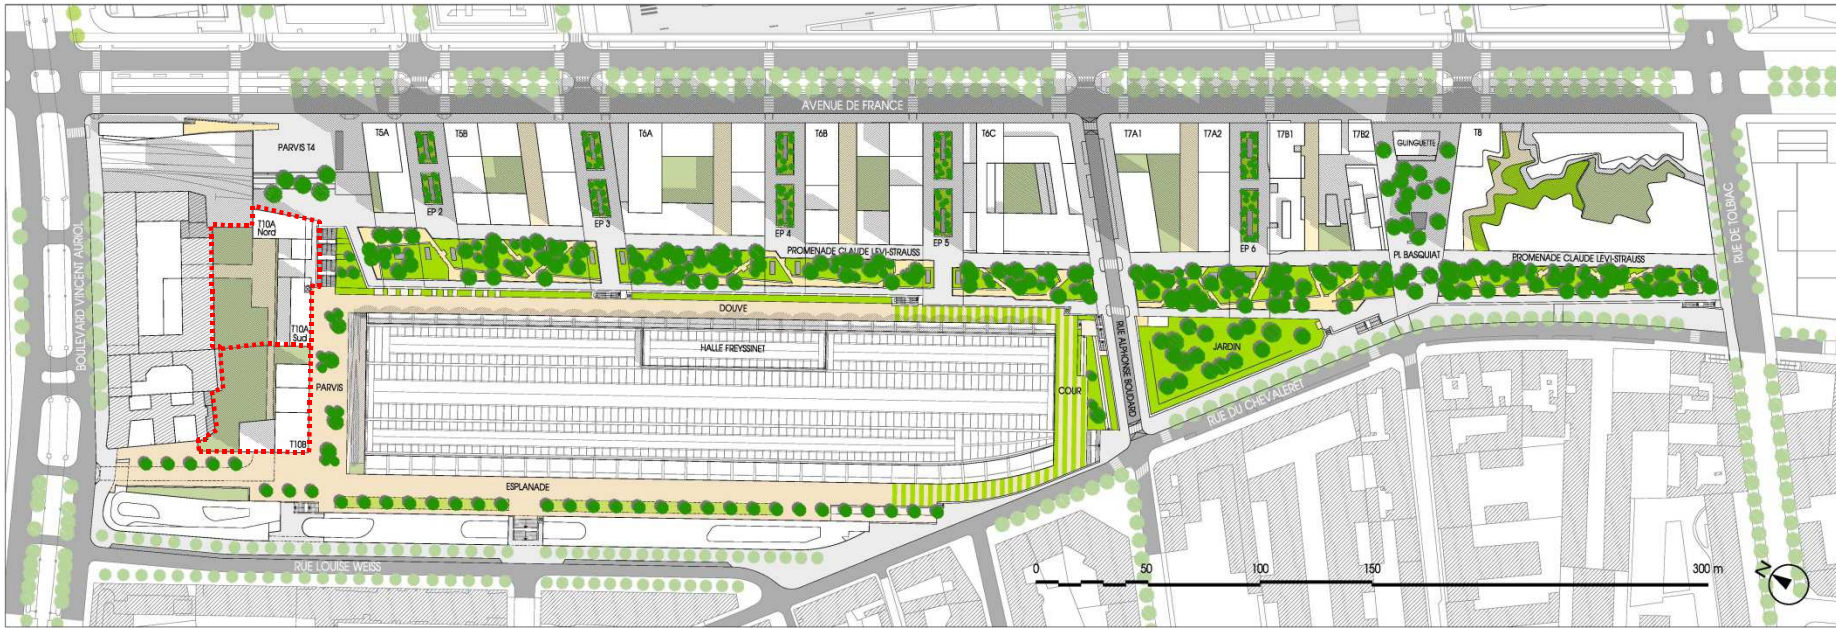 AVENUE DE FRANCE
PARVIS T4
T5A
T5B
T6A
T6B
T6C
T7A1
T7A2
T7B1
T7B2
GUINGUETTE
T8
EP 2
EP 3
EP 4
EP 5
EP 6
T10A
Nord
PROMENADE CLAUDE LEVI-STRAUSS
PL BASQUIAT
PROMENADE CLAUDE LEVI-STRAUSS
BOULEVARD VINCENT AURIOL
RUE DE TOLBIAC
T10A
Sud
DOUVE
HALLE FREYSSINET
PARVIS
COUR
RUE ALPHONSE BOUDARD
JARDIN
RUE DU CHEVALERET
T10B
ESPLANADE
RUE LOUISE WEISS
0 50 100 150 300 m
N